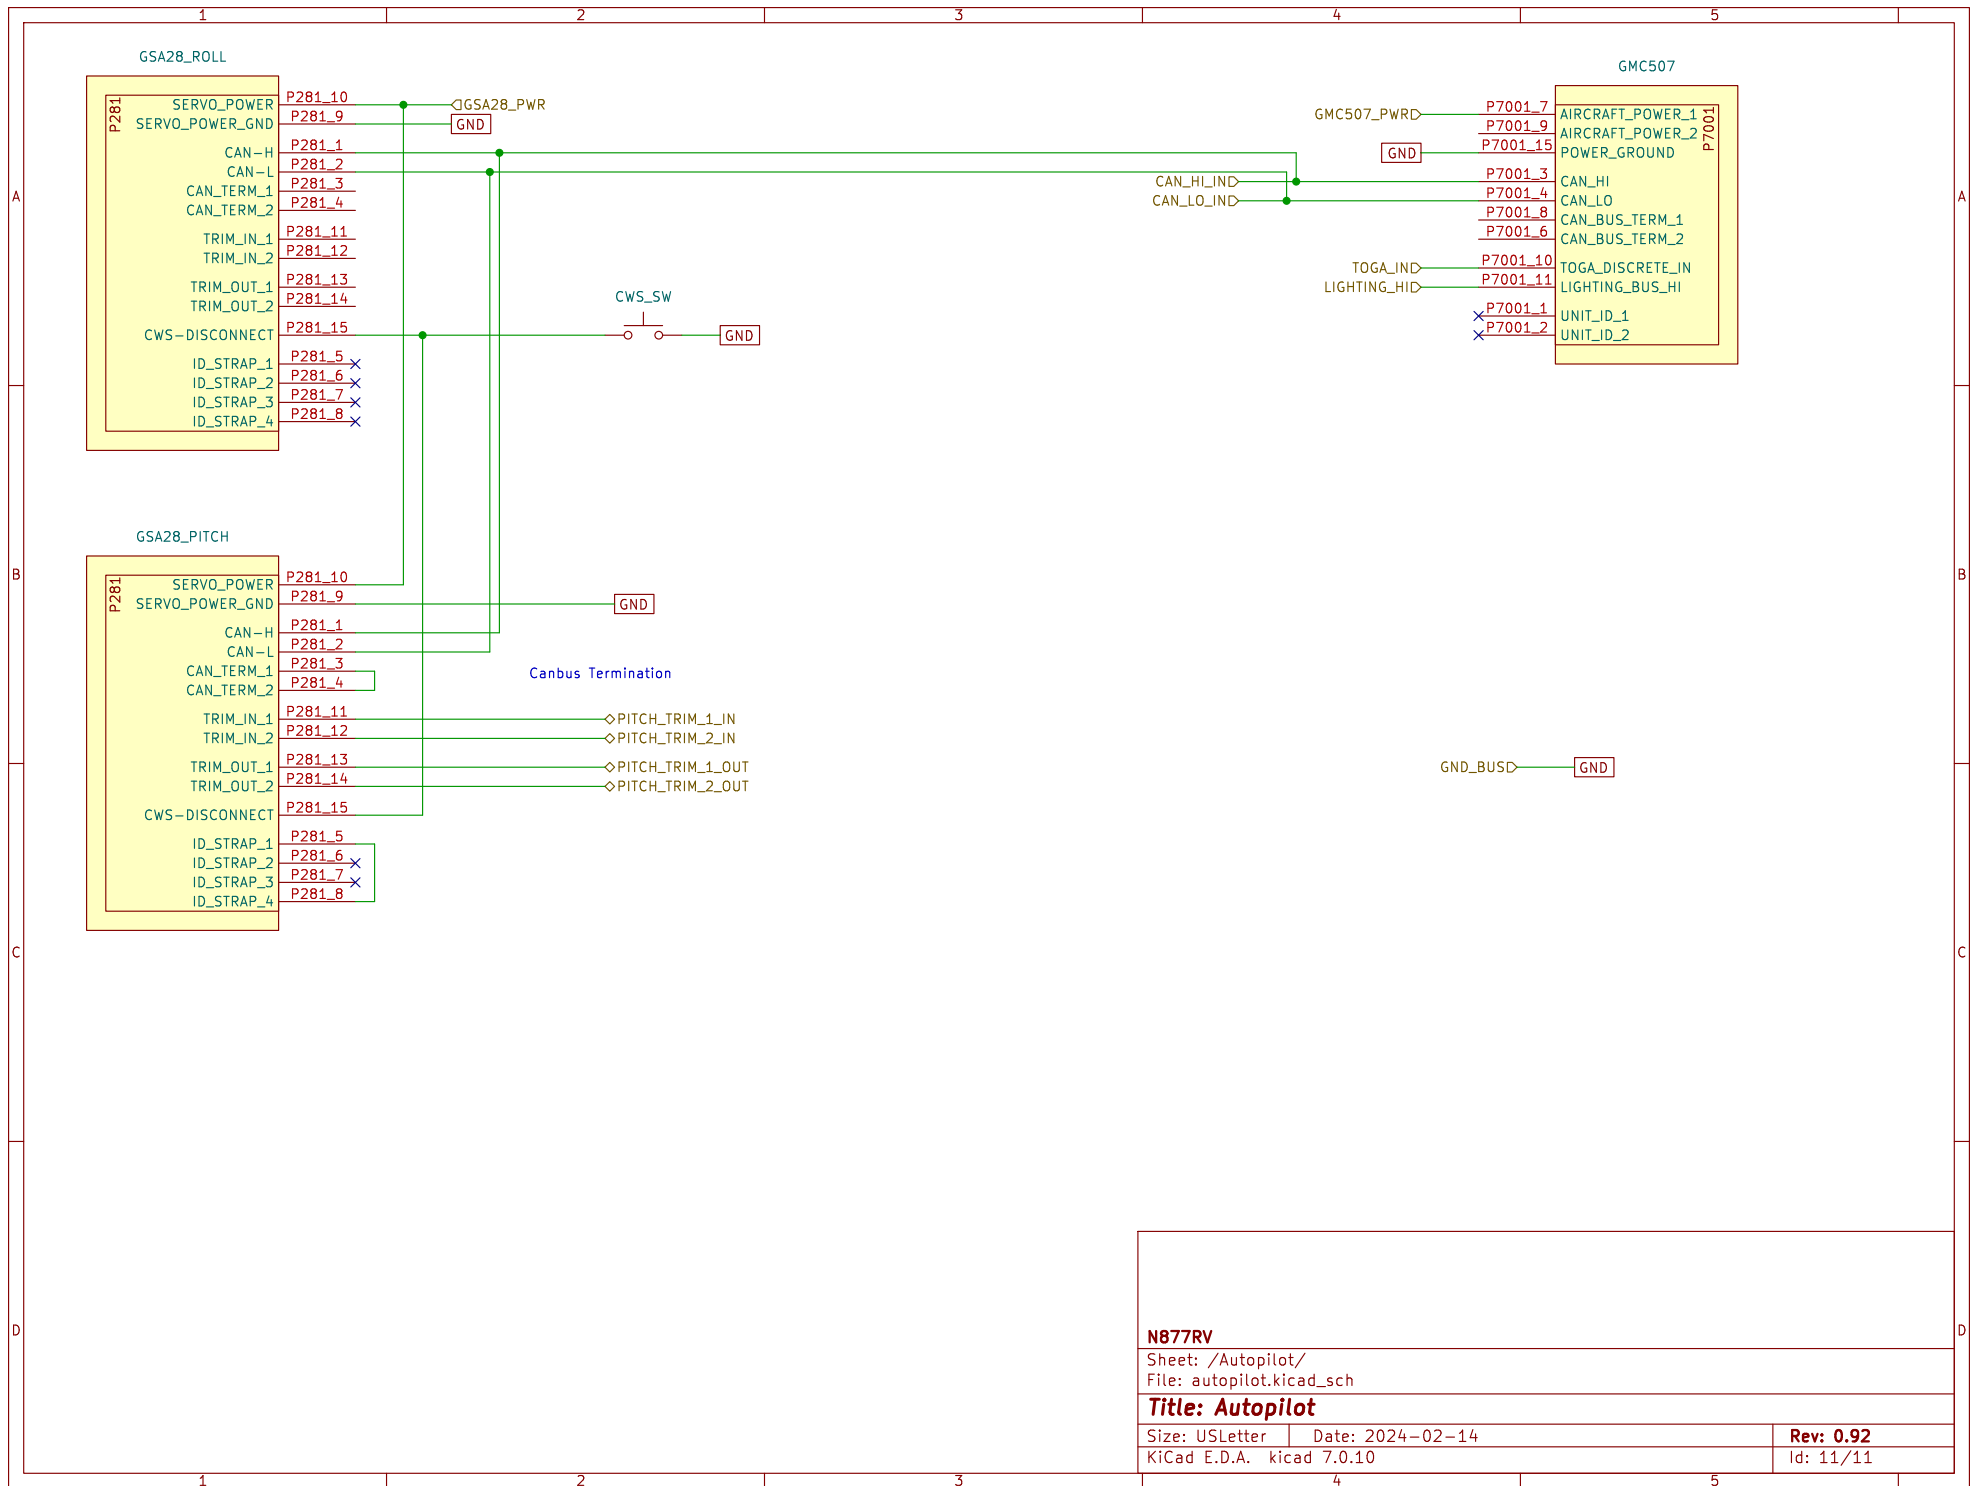 1 2 3 4 5
GSA28_ROLL
P281
SERVO_POWER P281_10 GSA28_PWR
SERVO_POWER_GND P281_9 GND
CAN-H P281_1
CAN-L P281_2
CAN_TERM_1 P281_3
CAN_TERM_2 P281_4
TRIM_IN_1 P281_11
TRIM_IN_2 P281_12
TRIM_OUT_1 P281_13
TRIM_OUT_2 P281_14
CWS-DISCONNECT P281_15
CWS_SW
GND
ID_STRAP_1 P281_5
ID_STRAP_2 P281_6
ID_STRAP_3 P281_7
ID_STRAP_4 P281_8
GMC507
P7001
GMC507_PWR P7001_7 AIRCRAFT_POWER_1
P7001_9 AIRCRAFT_POWER_2
GND P7001_15 POWER_GROUND
CAN_HI_IN P7001_3 CAN_HI
CAN_LO_IN P7001_4 CAN_LO
P7001_8 CAN_BUS_TERM_1
P7001_6 CAN_BUS_TERM_2
TOGA_IN P7001_10 TOGA_DISCRETE_IN
LIGHTING_HI P7001_11 LIGHTING_BUS_HI
P7001_1 UNIT_ID_1
P7001_2 UNIT_ID_2
A A
GSA28_PITCH
P281
SERVO_POWER P281_10
SERVO_POWER_GND P281_9 GND
CAN-H P281_1
CAN-L P281_2
CAN_TERM_1 P281_3
Canbus Termination
CAN_TERM_2 P281_4
TRIM_IN_1 P281_11 PITCH_TRIM_1_IN
TRIM_IN_2 P281_12 PITCH_TRIM_2_IN
TRIM_OUT_1 P281_13 PITCH_TRIM_1_OUT
TRIM_OUT_2 P281_14 PITCH_TRIM_2_OUT
CWS-DISCONNECT P281_15
ID_STRAP_1 P281_5
ID_STRAP_2 P281_6
ID_STRAP_3 P281_7
ID_STRAP_4 P281_8
B B
GND_BUS GND
C C
D D
N877RV
Sheet: /Autopilot/
File: autopilot.kicad_sch
Title: Autopilot
Size: USLetter Date: 2024-02-14 Rev: 0.92
KiCad E.D.A. kicad 7.0.10 Id: 11/11
1 2 3 4 5